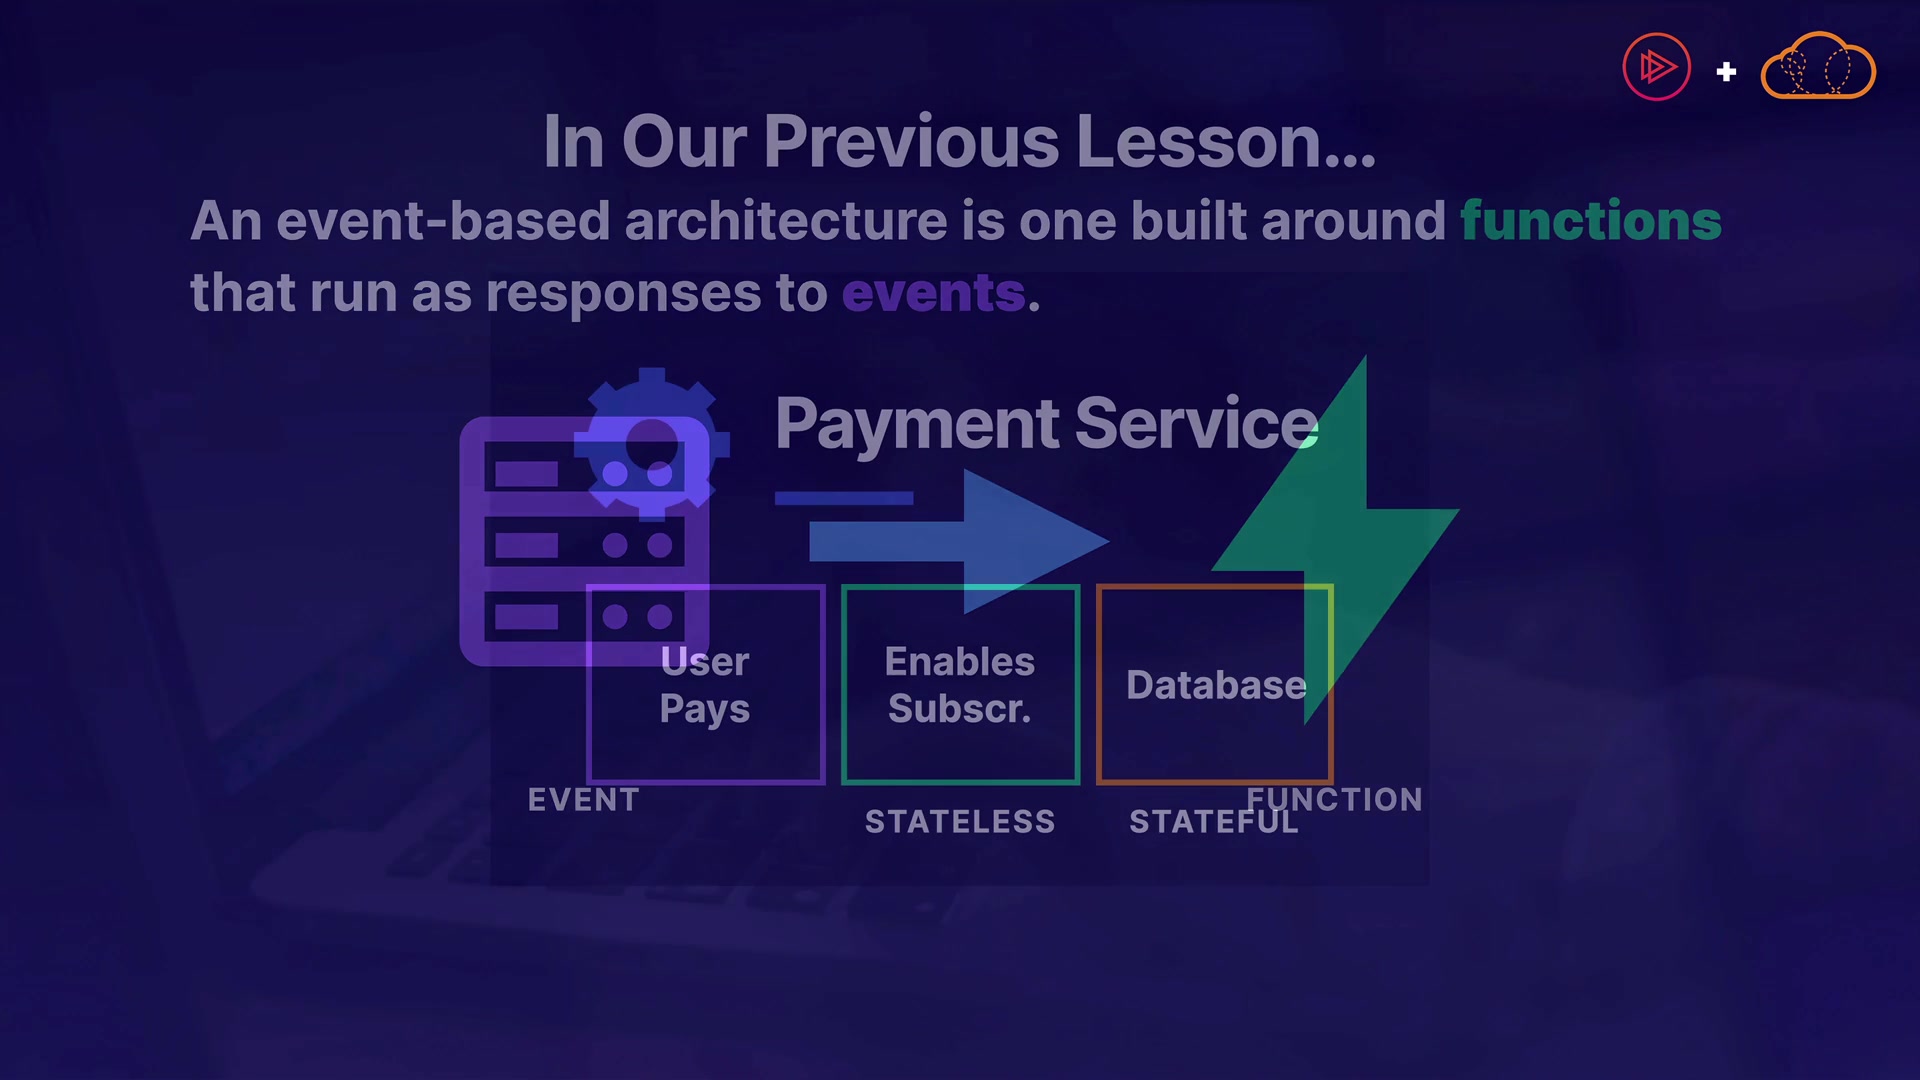 In Our Previous Lesson...
An event-based architecture is one built around functions
that run as responses to events.
Payment Service
User
Pays
Enables
Subscr.
Database
EVENT
FUNCTION
STATELESS
STATEFUL